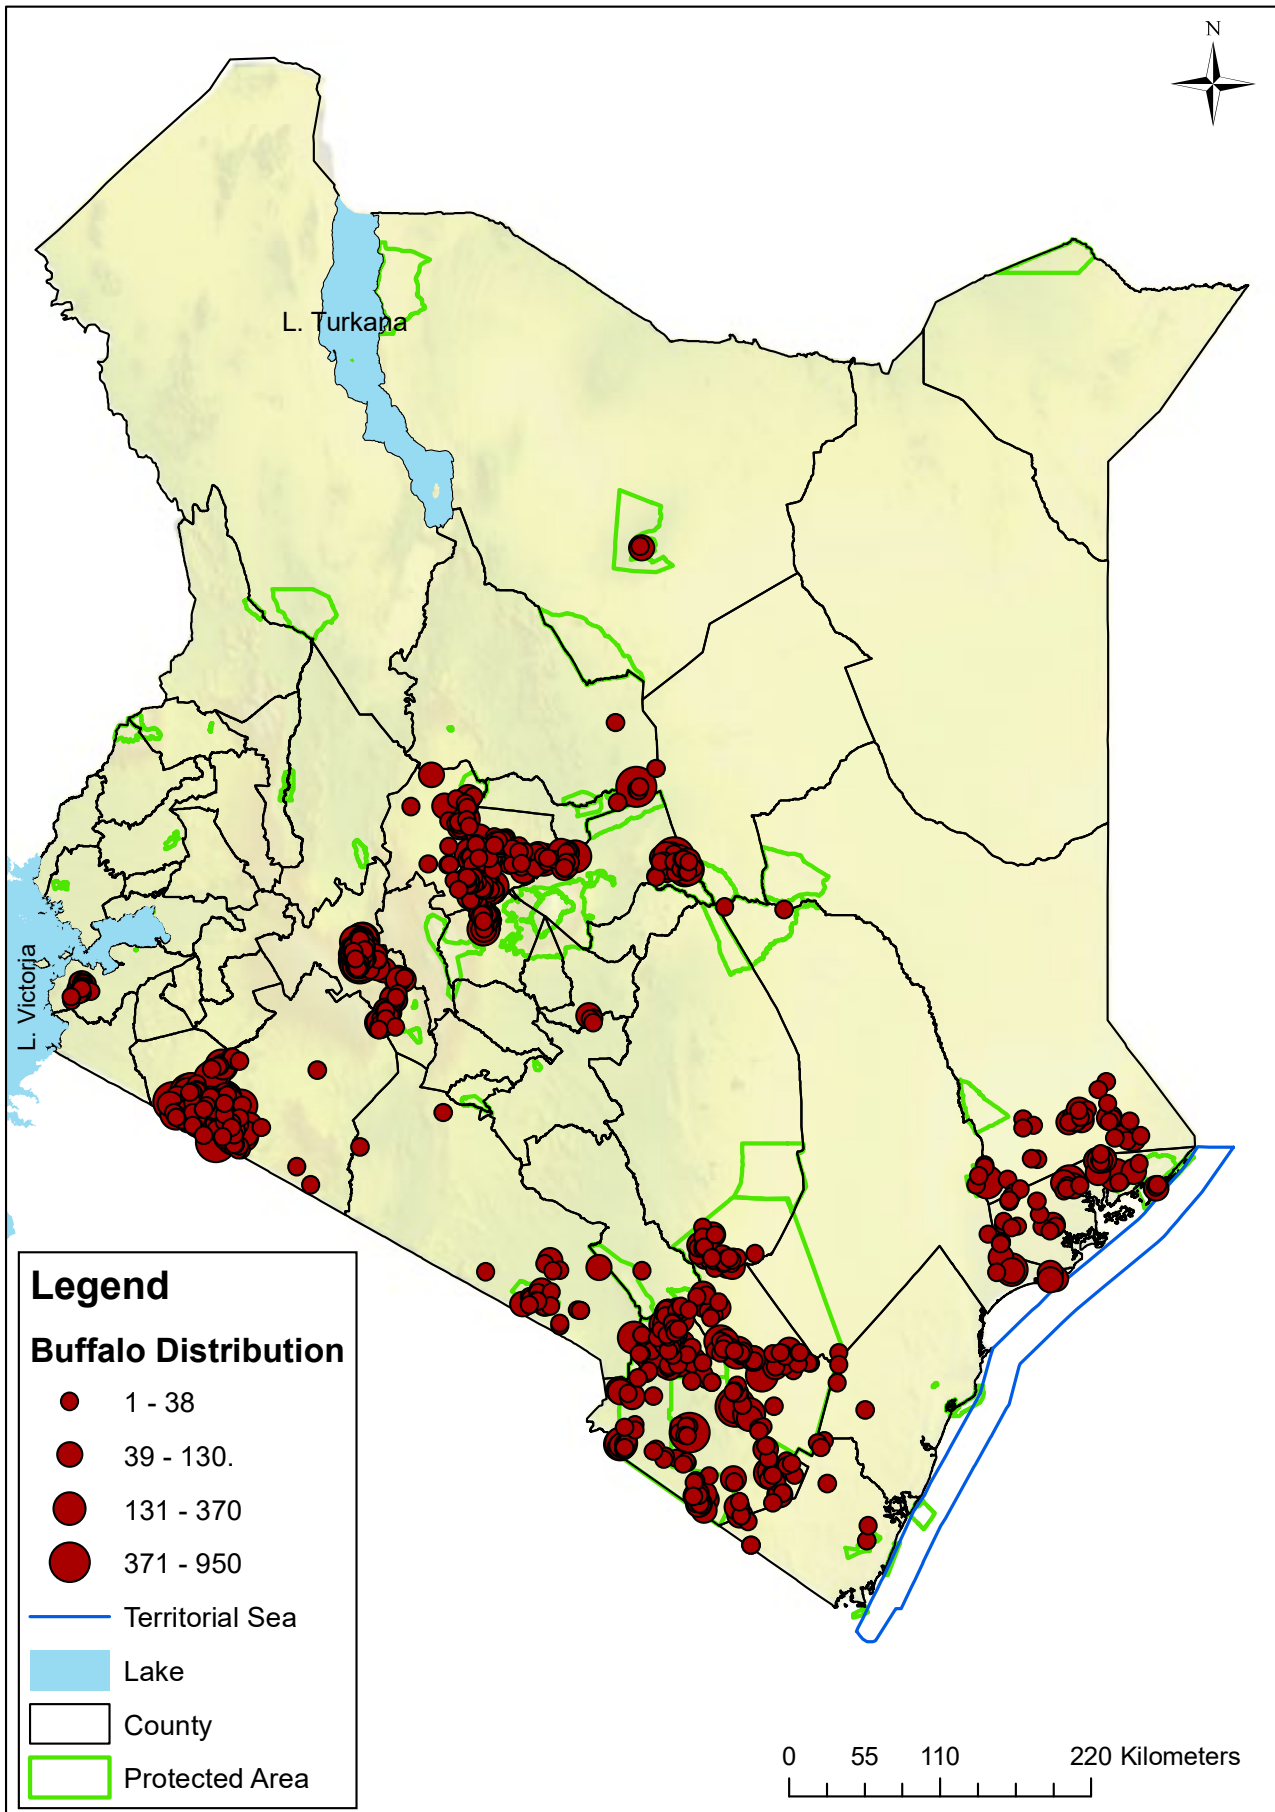 N
L. Turkana
L. Victoria
Legend
Buffalo Distribution
1 - 38
39 - 130.
131 - 370
371 - 950
Territorial Sea
Lake
County
Protected Area
0 55 110 220 Kilometers